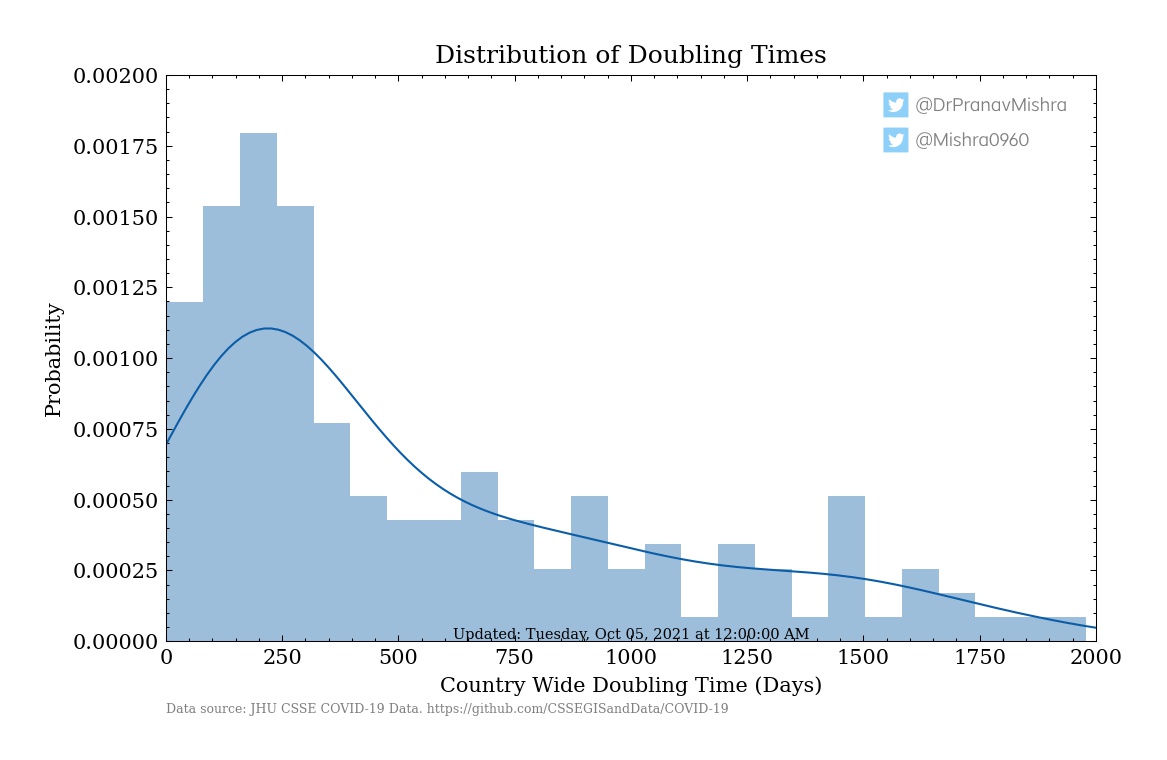 Distribution of Doubling Times
@DrPranavMishra
@Mishra0960
0.00200
0.00175
0.00150
0.00125
0.00100
0.00075
0.00050
0.00025
0.00000
Probability
Updated: Tuesday, Oct 05, 2021 at 12:00:00 AM
0 250 500 750 1000 1250 1500 1750 2000
Country Wide Doubling Time (Days)
Data source: JHU CSSE COVID-19 Data. https://github.com/CSSEGISandData/COVID-19